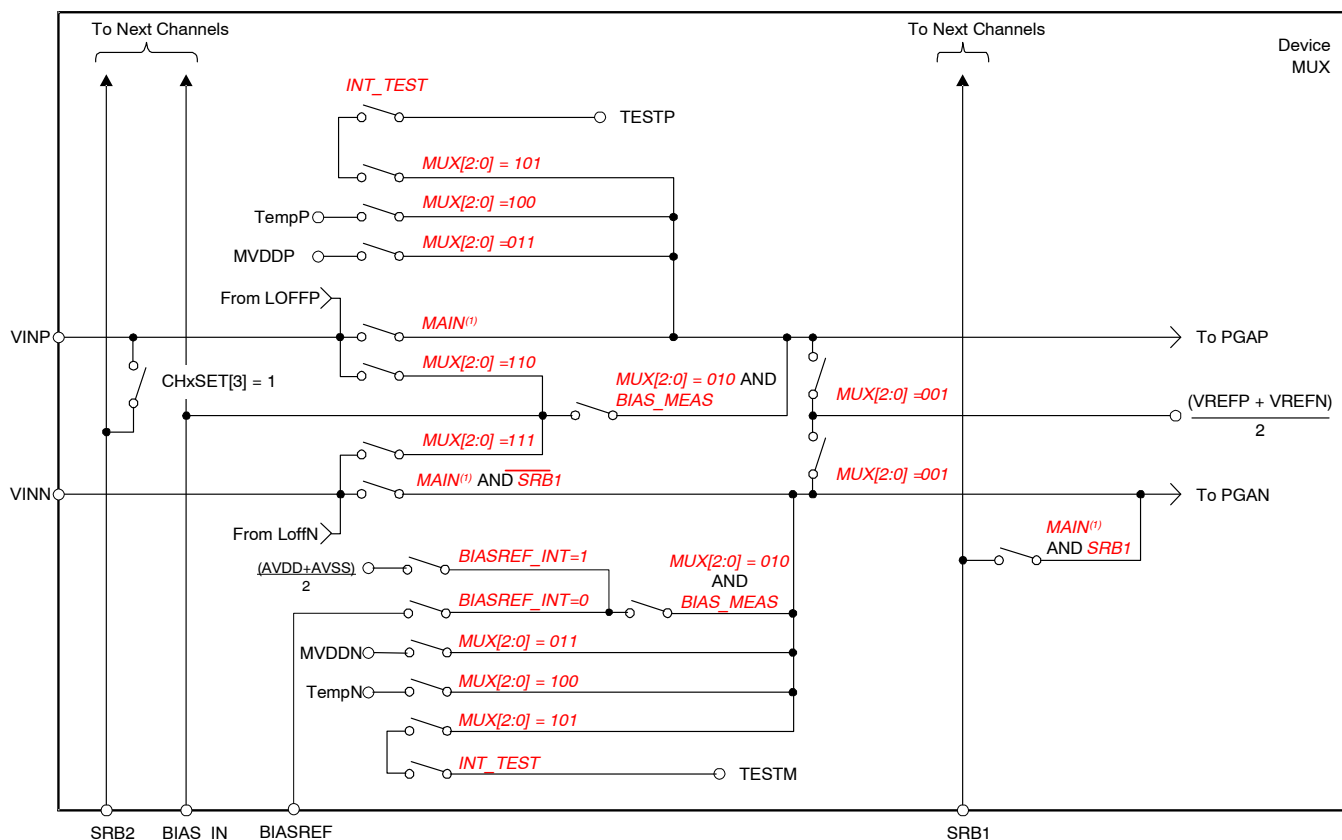 To Next Channels
To Next Channels
Device
MUX
INT_TEST
TESTP
MUX[2:0] = 101
TempP
MUX[2:0] =100
MVDDP
MUX[2:0] =011
From LOFFP
MAIN(1)
VINP
To PGAP
MUX[2:0] =110
CHxSET[3] = 1
MUX[2:0] = 010 AND
BIAS_MEAS
MUX[2:0] =001
(VREFP + VREFN)
2
MUX[2:0] =111
MAIN(1) AND SRB1
MUX[2:0] =001
VINN
To PGAN
From LoffN
MAIN(1)
AND SRB1
(AVDD+AVSS)
2
BIASREF_INT=1
MUX[2:0] = 010
AND
BIAS_MEAS
BIASREF_INT=0
MVDDN
MUX[2:0] = 011
TempN
MUX[2:0] = 100
MUX[2:0] = 101
INT_TEST
TESTM
SRB2
BIAS_IN
BIASREF
SRB1